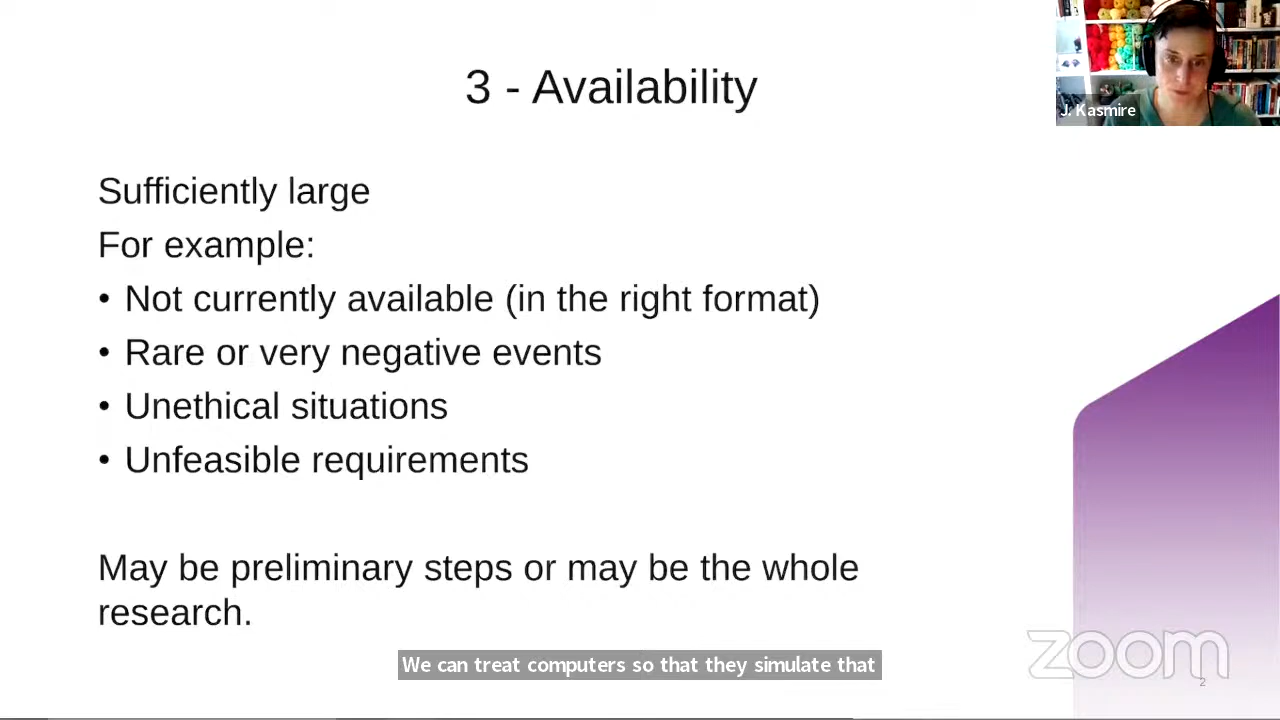 3 - Availability
J. Kasmire
Sufficiently large
For example:
• Not currently available (in the right format)
• Rare or very negative events
• Unethical situations
• Unfeasible requirements
May be preliminary steps or may be the whole
research.
We can treat computers so that they simulate that
zoom
2